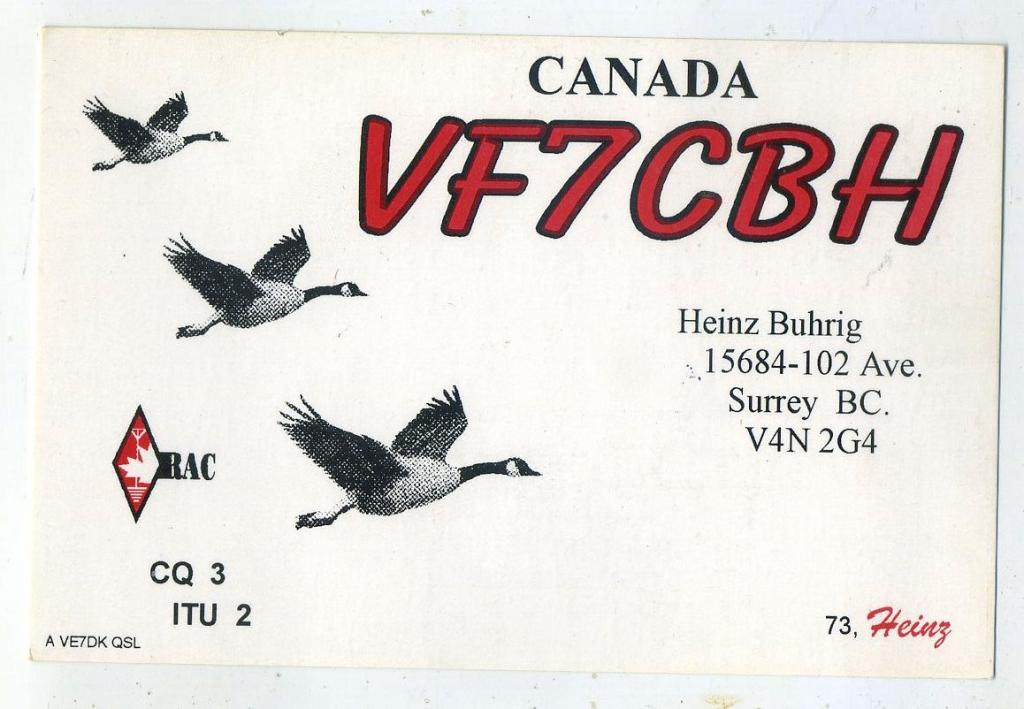 CANADA
VF7CBH
Heinz Buhrig
15684-102 Ave.
Surrey BC.
V4N 2G4
RAC
CQ 3
ITU 2
A VE7DK QSL
73, Heinz